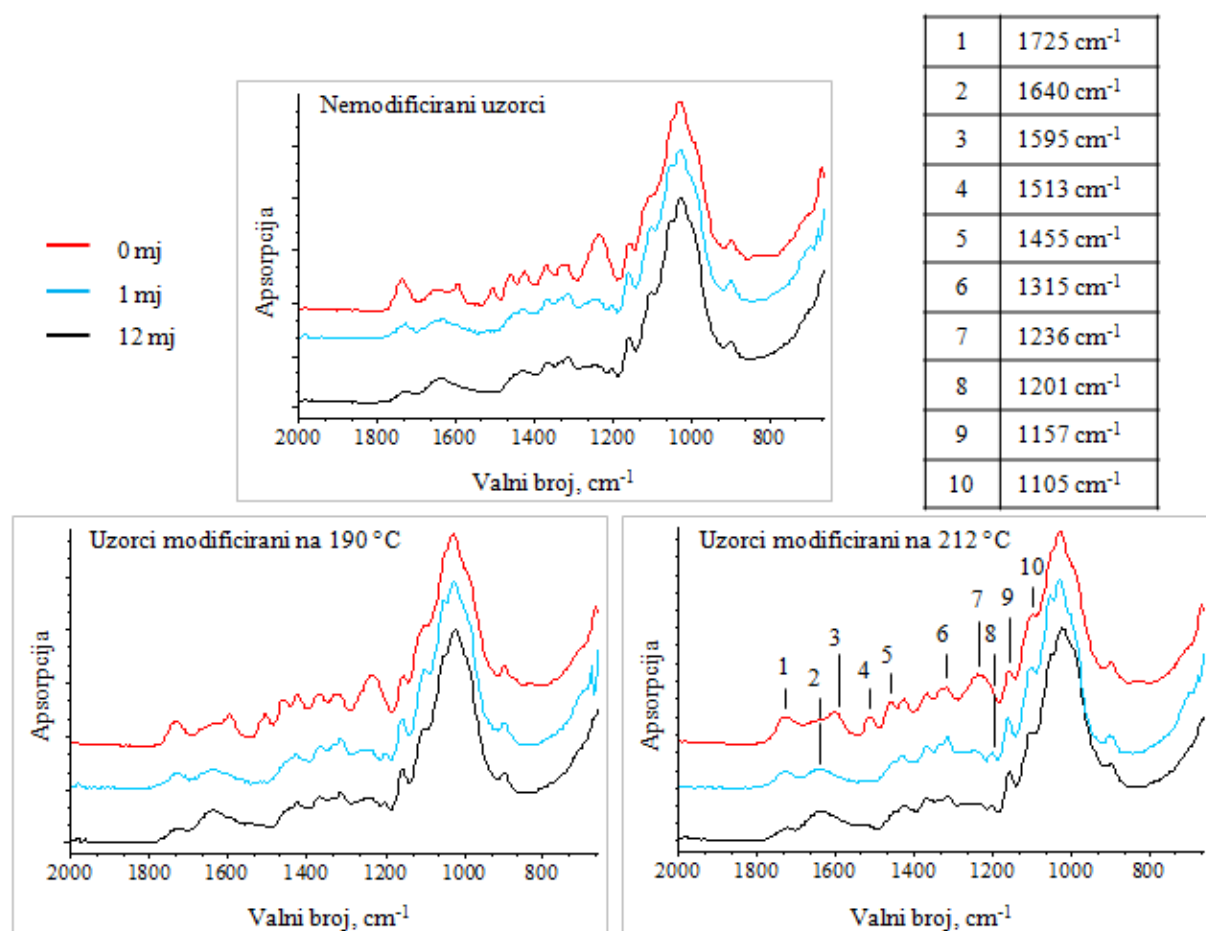 1 1725 cm⁻¹
2 1640 cm⁻¹
3 1595 cm⁻¹
4 1513 cm⁻¹
5 1455 cm⁻¹
6 1315 cm⁻¹
7 1236 cm⁻¹
8 1201 cm⁻¹
9 1157 cm⁻¹
10 1105 cm⁻¹
Nemodificirani uzorci
0 mj
1 mj
12 mj
Apsorpcija
2000 1800 1600 1400 1200 1000 800
Valni broj, cm⁻¹
Uzorci modificirani na 190 °C
Apsorpcija
2000 1800 1600 1400 1200 1000 800
Valni broj, cm⁻¹
Uzorci modificirani na 212 °C
Apsorpcija
1 2 3 4 5 6 7 8 9 10
2000 1800 1600 1400 1200 1000 800
Valni broj, cm⁻¹